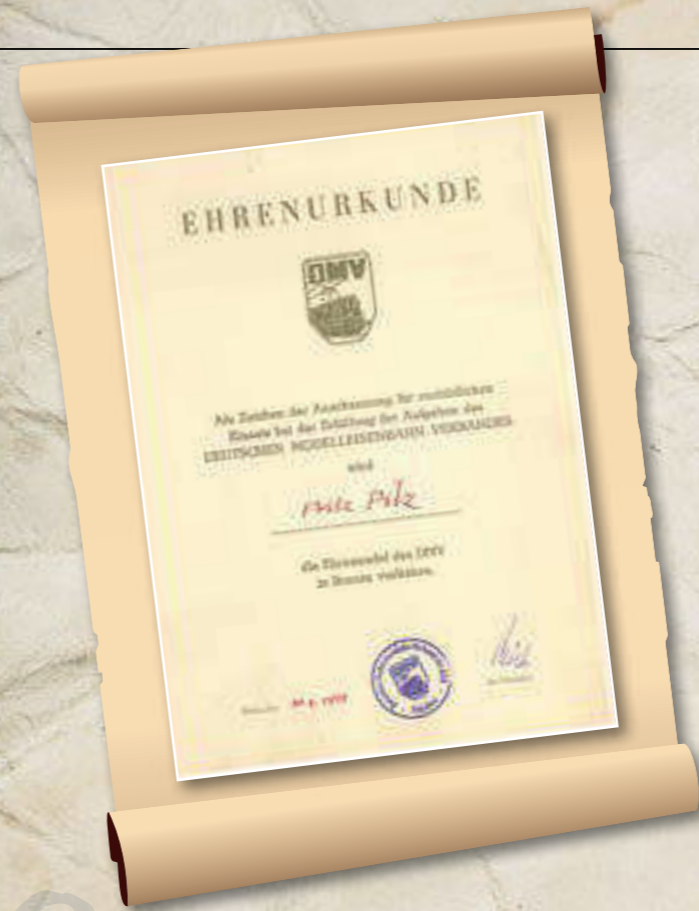 EHRENURKUNDE
DMV
Als Zeichen der Anerkennung für vorbildlichen
Einsatz bei der Erfüllung der Aufgaben des
DEUTSCHEN MODELLEISENBAHN VERBANDES
wird
Fritz Pilz
die Ehrennadel des DMV
in Bronze verliehen.